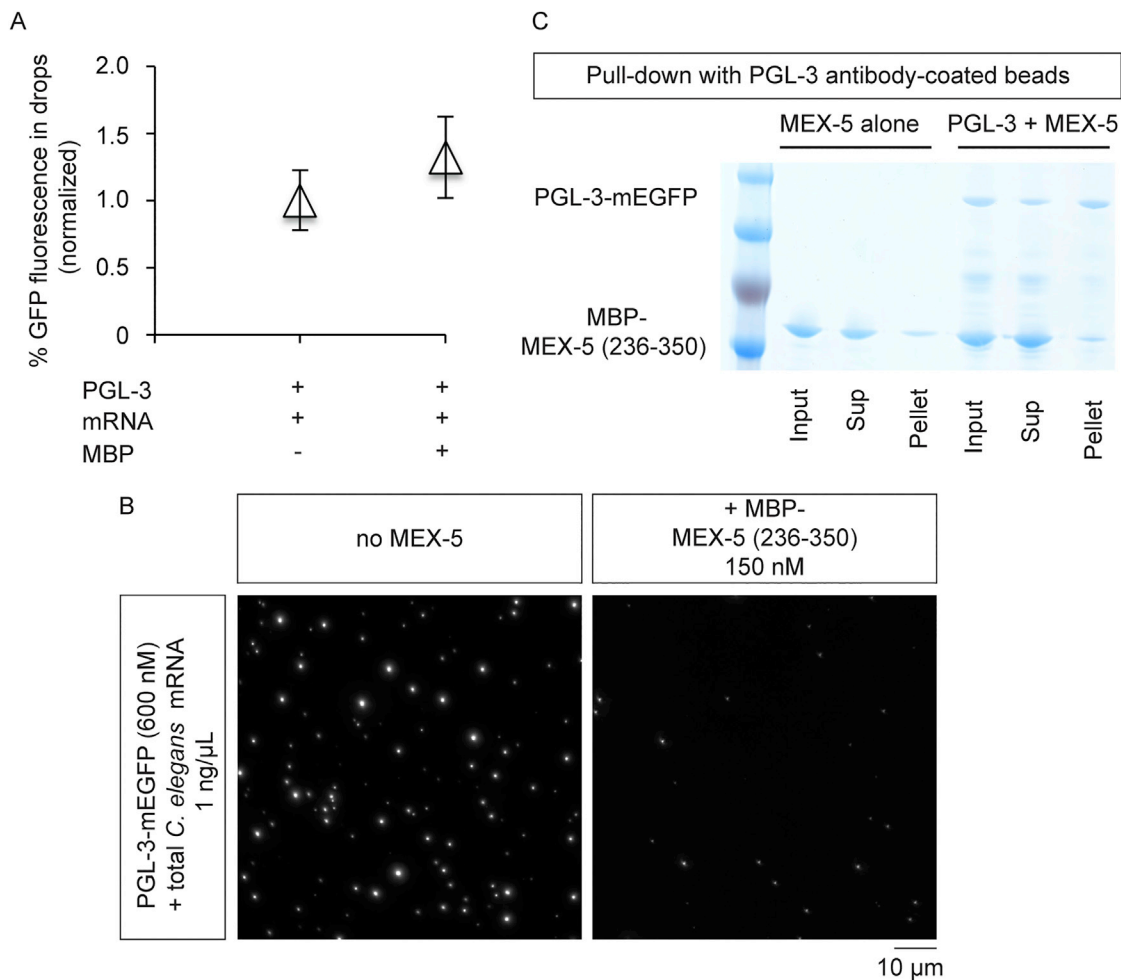 A
2.0
1.5
1.0
0.5
0
% GFP fluorescence in drops
(normalized)
PGL-3 + +
mRNA + +
MBP - +
C
Pull-down with PGL-3 antibody-coated beads
MEX-5 alone PGL-3 + MEX-5
PGL-3-mEGFP
MBP-
MEX-5 (236-350)
Input Sup Pellet Input Sup Pellet
B
no MEX-5
+ MBP-
MEX-5 (236-350)
150 nM
PGL-3-mEGFP (600 nM)
+ total C. elegans mRNA
1 ng/µL
10 µm